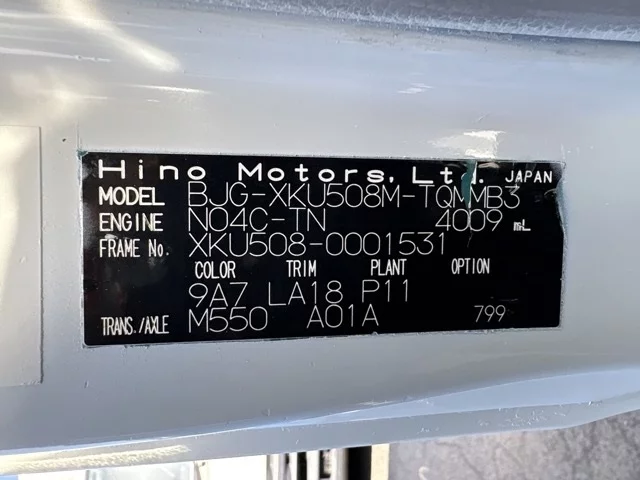 Hino Motors, Ltd. JAPAN
MODEL BJG-XKU508M-TQMMB3
ENGINE N04C-TN 4009 mL
FRAME No. XKU508-0001531
COLOR TRIM PLANT OPTION
9A7 LA18 P11
TRANS./AXLE M550 A01A 799